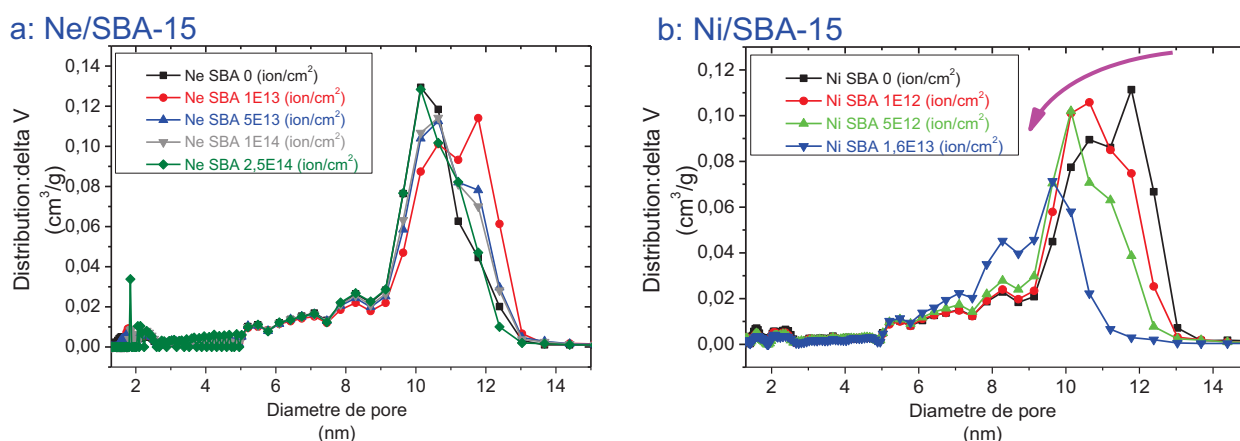 a: Ne/SBA-15
0,14
0,12
0,10
0,08
0,06
0,04
0,02
0,00
Distribution:delta V
(cm³/g)
Ne SBA 0 (ion/cm²)
Ne SBA 1E13 (ion/cm²)
Ne SBA 5E13 (ion/cm²)
Ne SBA 1E14 (ion/cm²)
Ne SBA 2,5E14 (ion/cm²)
2 4 6 8 10 12 14
Diametre de pore
(nm)
b: Ni/SBA-15
0,12
0,10
0,08
0,06
0,04
0,02
0,00
Distribution:delta V
(cm³/g)
Ni SBA 0 (ion/cm²)
Ni SBA 1E12 (ion/cm²)
Ni SBA 5E12 (ion/cm²)
Ni SBA 1,6E13 (ion/cm²)
2 4 6 8 10 12 14
Diametre de pore
(nm)